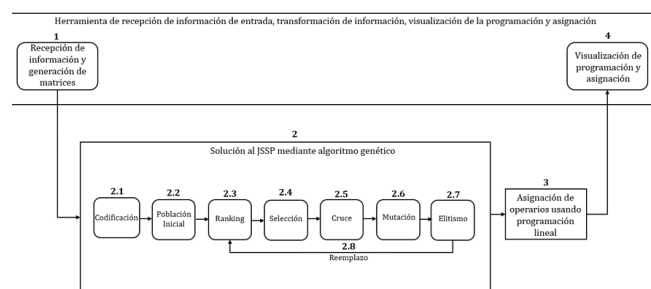 Herramienta de recepción de información de entrada, transformación de información, visualización de la programación y asignación
1
Recepción de
información y
generación de
matrices
4
Visualización de
programación y
asignación
2
Solución al JSSP mediante algoritmo genético
2.1
Codificación
2.2
Población
Inicial
2.3
Ranking
2.4
Selección
2.5
Cruce
2.6
Mutación
2.7
Elitismo
2.8
Reemplazo
3
Asignación de
operarios usando
programación
lineal